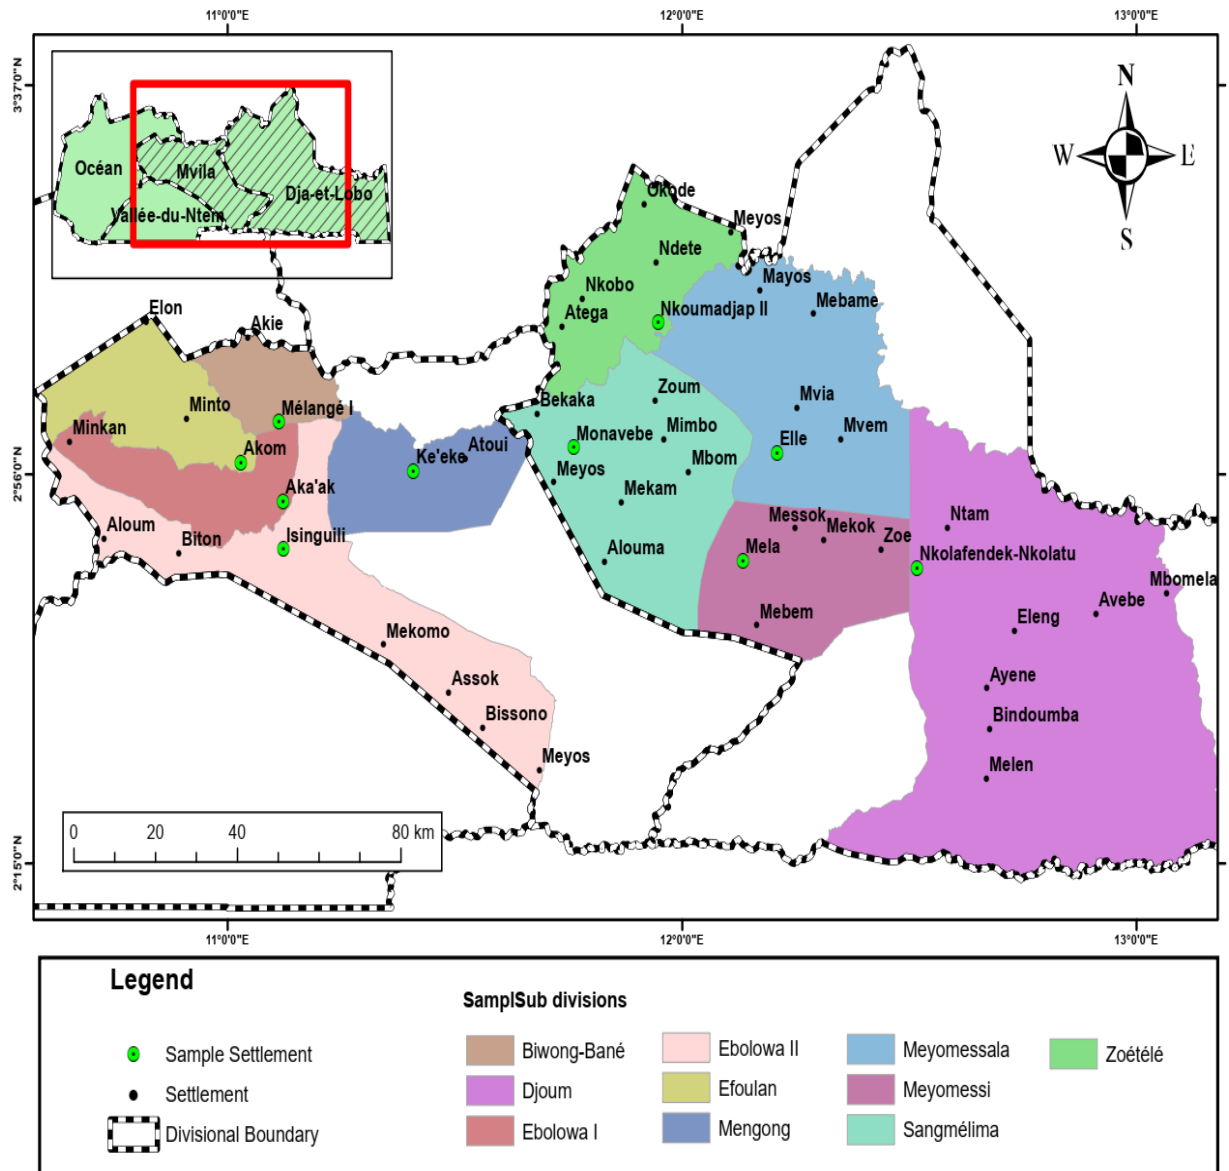 11°0'0"E
12°0'0"E
13°0'0"E
3°37'0"N
N
W
E
S
Océan
Mvila
Dja-et-Lobo
Vallée-du-Ntem
Okode
Meyos
Ndete
Nkobo
Mayos
Mebame
Atega
Nkoumadjap II
Elon
Akie
Minto
Mélangé I
Bekaka
Zoum
Mvia
Minkan
Akom
Ke'eke
Atoui
Monavebe
Mimbo
Elle
Mvem
2°56'0"N
Meyos
Mbom
Aka'ak
Mekam
Aloum
Biton
Isinguili
Alouma
Messok
Mekok
Zoe
Mela
Ntam
Nkolafendek-Nkolatu
Mbomela
Avebe
Eleng
Mebem
Mekomo
Assok
Ayene
Bissono
Bindoumba
Meyos
Melen
0 20 40 80 km
2°15'0"N
11°0'0"E
12°0'0"E
13°0'0"E
Legend
SamplSub divisions
Sample Settlement
Settlement
Divisional Boundary
Biwong-Bané
Djoum
Ebolowa I
Ebolowa II
Efoulan
Mengong
Meyomessala
Meyomessi
Sangmélima
Zoétélé